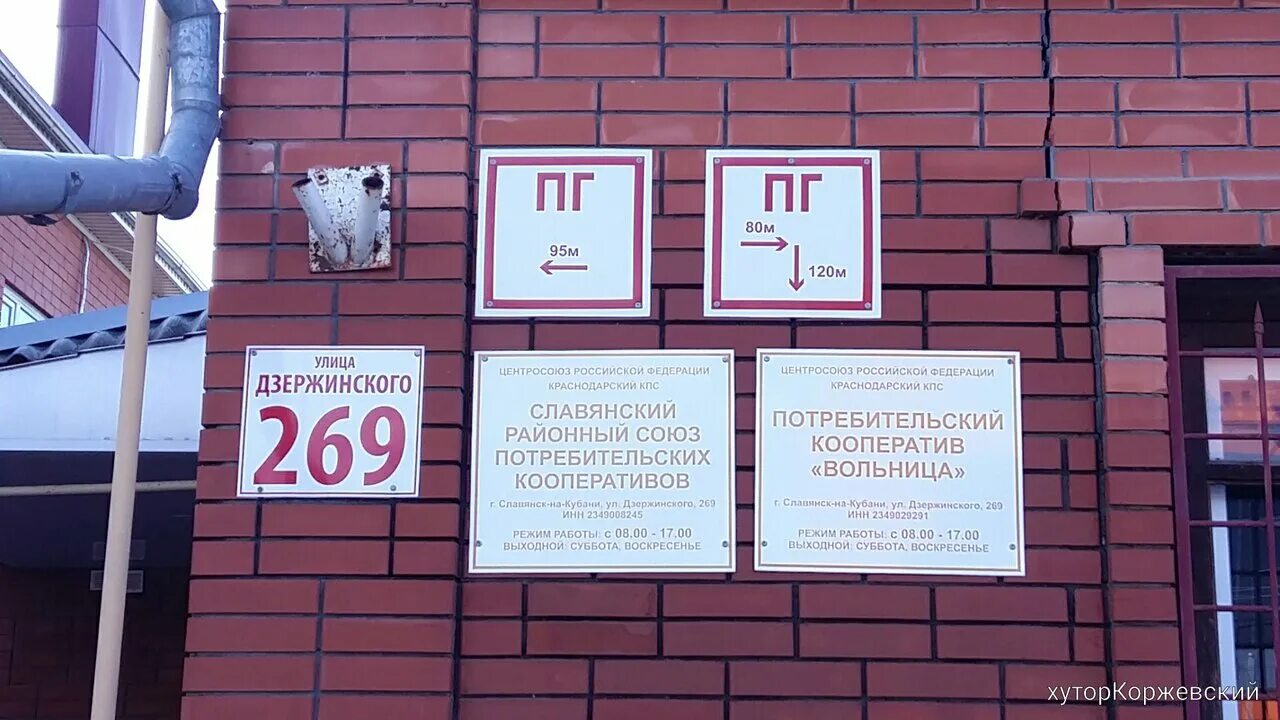 ПГ
95м
ПГ
80м
120м
УЛИЦА
ДЗЕРЖИНСКОГО
269
ЦЕНТРОСОЮЗ РОССИЙСКОЙ ФЕДЕРАЦИИ
КРАСНОДАРСКИЙ КПС
СЛАВЯНСКИЙ
РАЙОННЫЙ СОЮЗ
ПОТРЕБИТЕЛЬСКИХ
КООПЕРАТИВОВ
г. Славянск-на-Кубани, ул. Дзержинского, 269
ИНН 2349008245
РЕЖИМ РАБОТЫ: с 08.00 - 17.00
ВЫХОДНОЙ: СУББОТА, ВОСКРЕСЕНЬЕ
ЦЕНТРОСОЮЗ РОССИЙСКОЙ ФЕДЕРАЦИИ
КРАСНОДАРСКИЙ КПС
ПОТРЕБИТЕЛЬСКИЙ
КООПЕРАТИВ
«ВОЛЬНИЦА»
г. Славянск-на-Кубани, ул. Дзержинского, 269
ИНН 2349029291
РЕЖИМ РАБОТЫ: с 08.00 - 17.00
ВЫХОДНОЙ: СУББОТА, ВОСКРЕСЕНЬЕ
хуторКоржевский